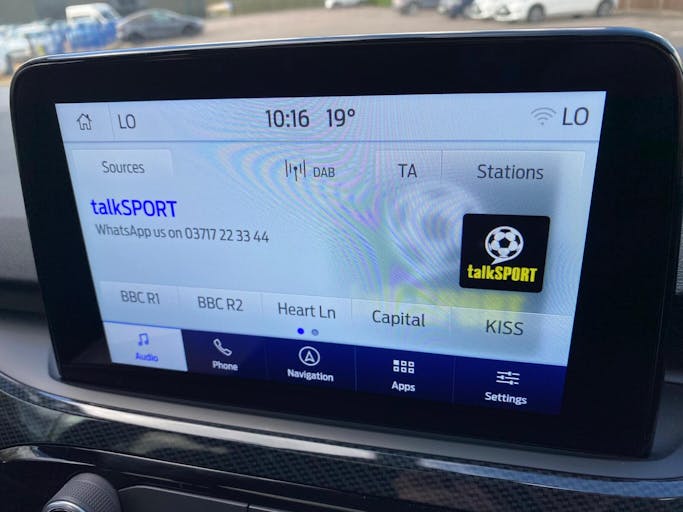 LO 10:16 19° LO
Sources DAB TA Stations
talkSPORT
WhatsApp us on 03717 22 33 44
talkSPORT
BBC R1 BBC R2 Heart Ln Capital KISS
Audio Phone Navigation Apps Settings